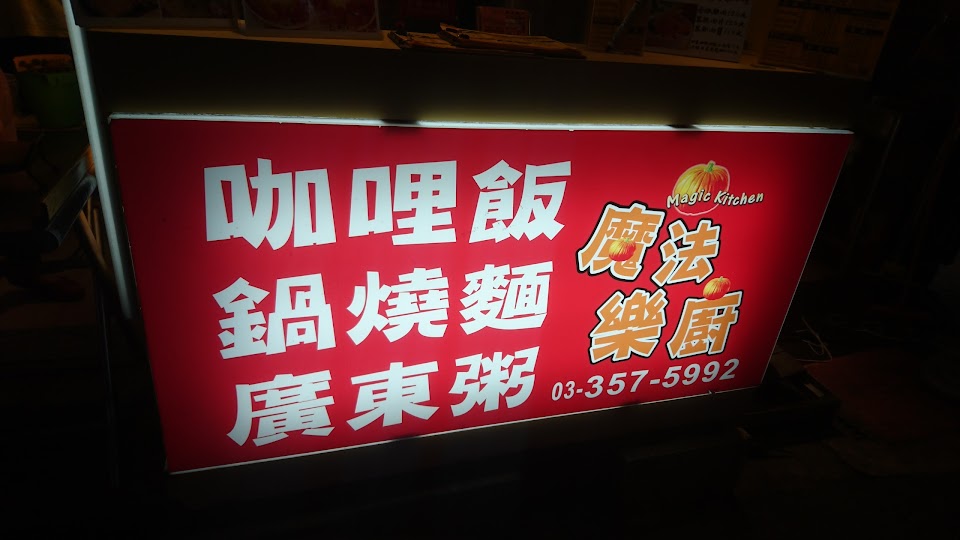 咖哩飯
鍋燒麵
廣東粥
Magic Kitchen
魔法
樂廚
03-357-5992